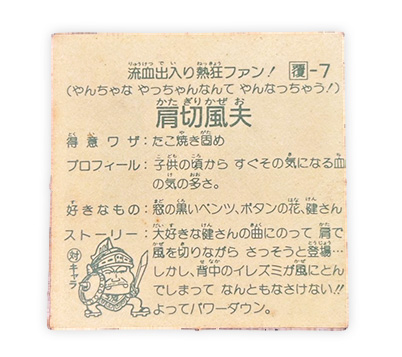 流血出入り熱狂ファン! 覆-7
(やんちゃな やっちゃんなんて やんなっちゃう!)
肩切風夫
得意ワザ:たこ焼き固め
プロフィール:子供の頃から すぐその気になる血
の気の多さ。
好きなもの:窓の黒いベンツ、ボタンの花、健さん
ストーリー:大好きな健さんの曲にのって 肩で
風を切りながら さっそうと登場…
しかし、背中のイレズミが風にとん
でしまって なんともなさけない!!
よってパワーダウン。
対
キャラ